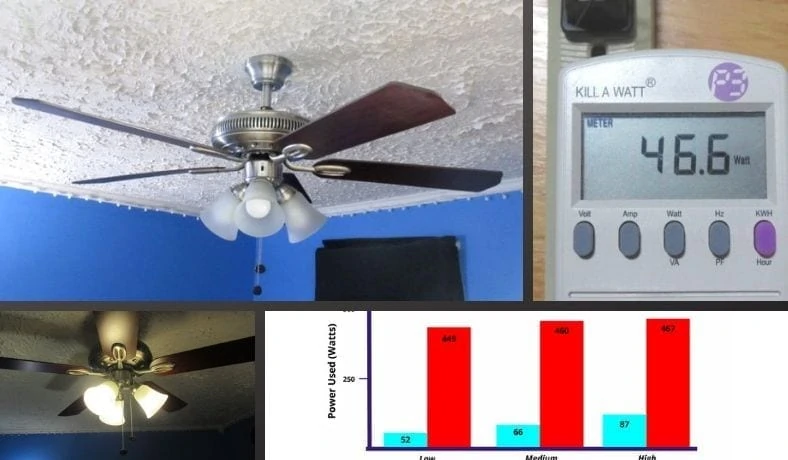 KILL A WATT® P3
METER
46.6 Watt
Volt Amp Watt Hz KWH
VA PF Hour
Power Used (Watts)
460 467
250
52 66 87
Low Medium High